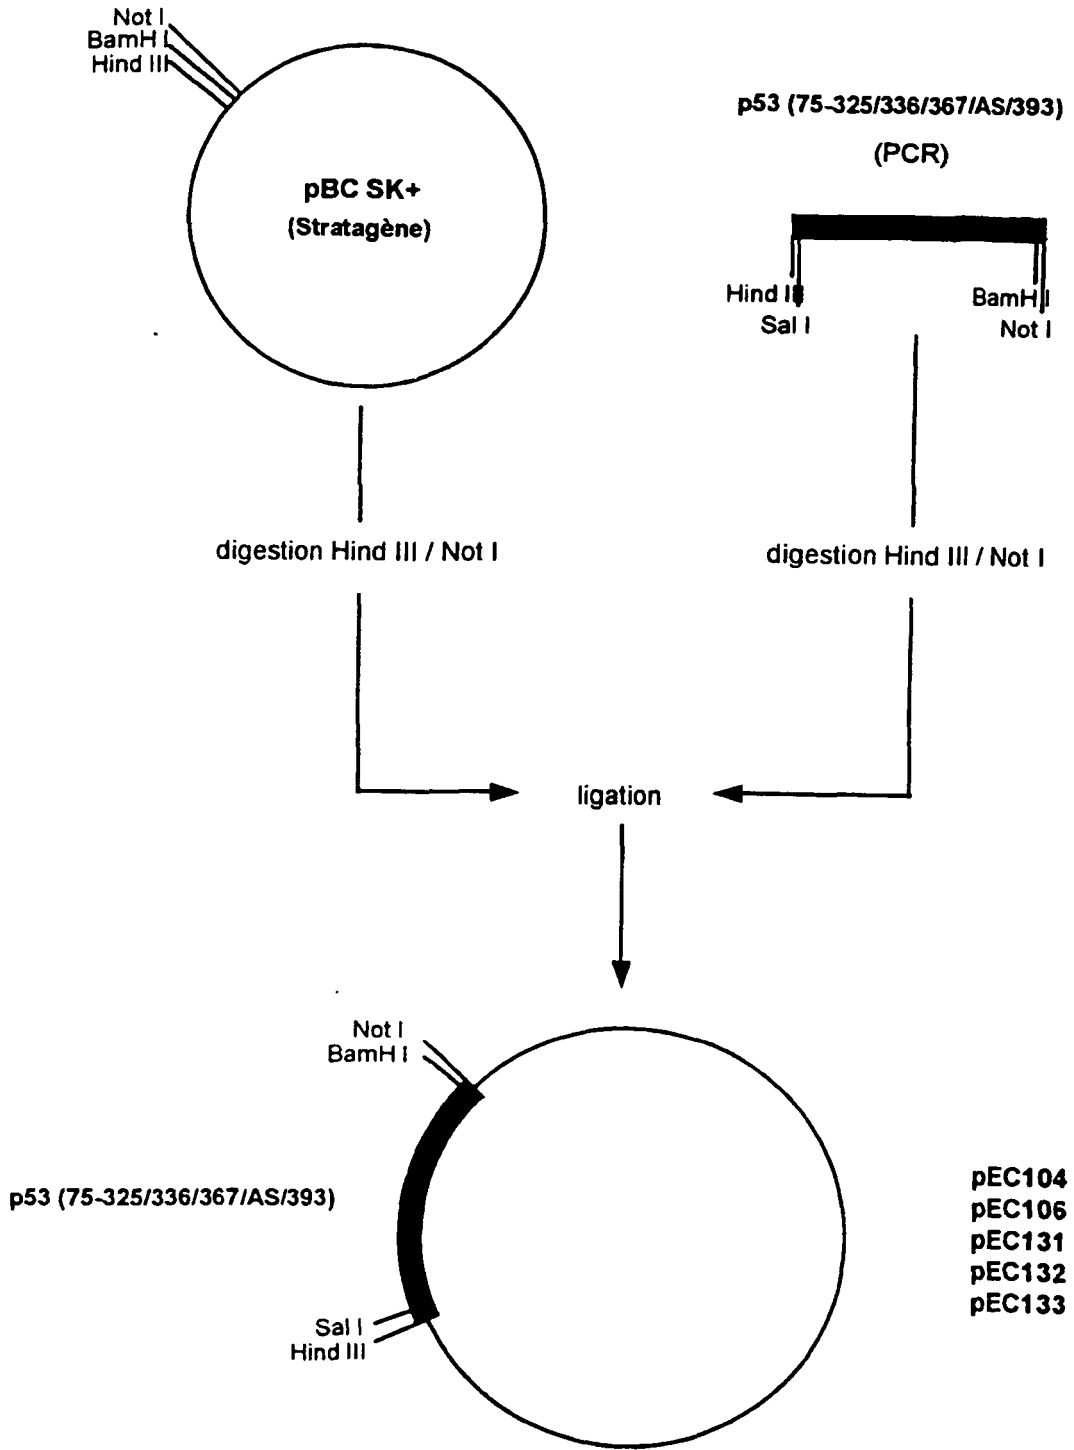 Not I
BamH I
Hind III
pBC SK+
(Stratagène)
p53 (75-325/336/367/AS/393)
(PCR)
Hind III
Sal I
BamH I
Not I
digestion Hind III / Not I
digestion Hind III / Not I
ligation
Not I
BamH I
p53 (75-325/336/367/AS/393)
Sal I
Hind III
pEC104
pEC106
pEC131
pEC132
pEC133